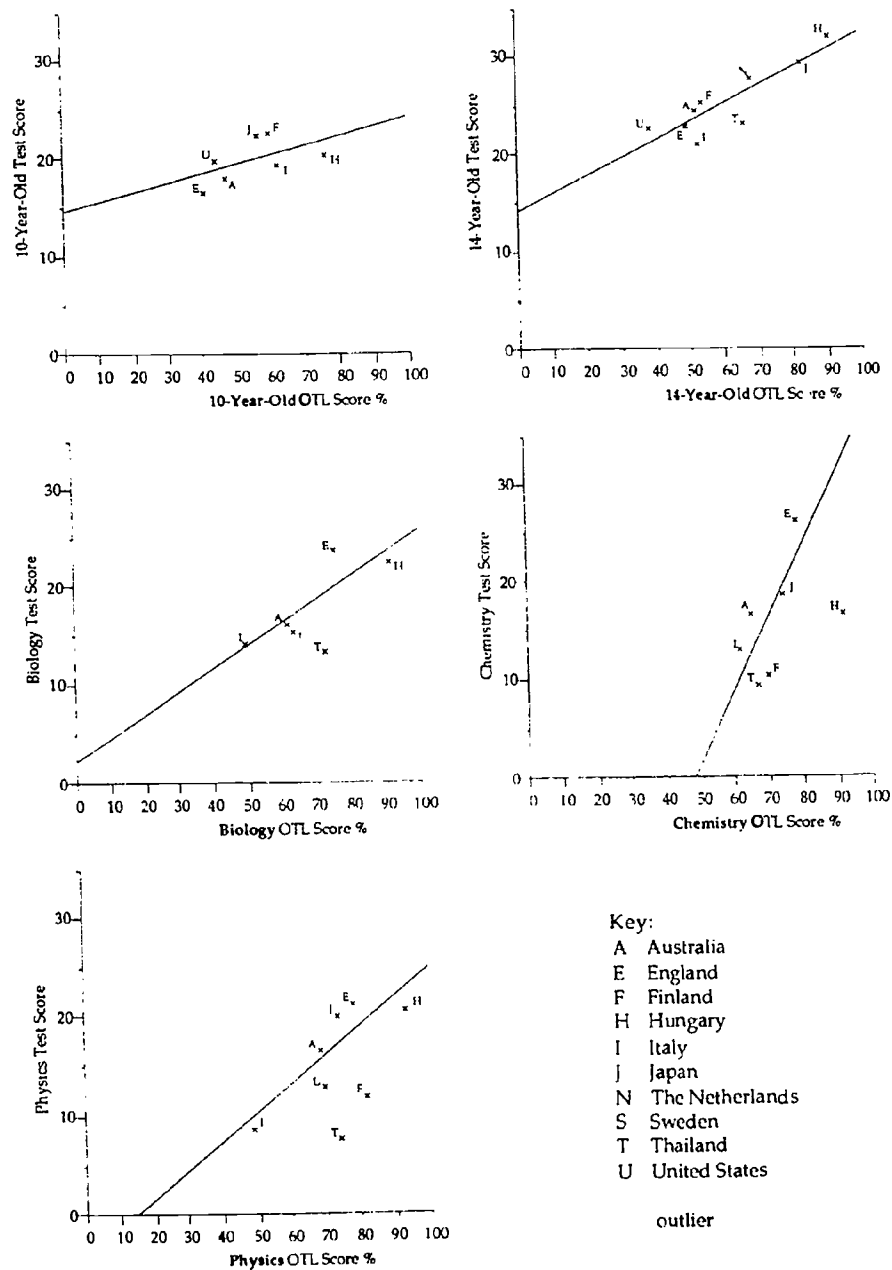 30
20
10
0
10-Year-Old Test Score
J F
U
I H
E A
0 10 20 30 40 50 60 70 80 90 100
10-Year-Old OTL Score %
30
20
10
0
14-Year-Old Test Score
H
J
A F
U
T
E I
0 10 20 30 40 50 60 70 80 90 100
14-Year-Old OTL Score %
30
20
10
0
Biology Test Score
E
H
A
T
0 10 20 30 40 50 60 70 80 90 100
Biology OTL Score %
30
20
10
0
Chemistry Test Score
E
J
A H
T F
0 10 20 30 40 50 60 70 80 90 100
Chemistry OTL Score %
30
20
10
0
Physics Test Score
E
J H
A
F
I
T
0 10 20 30 40 50 60 70 80 90 100
Physics OTL Score %
Key:
A Australia
E England
F Finland
H Hungary
I Italy
J Japan
N The Netherlands
S Sweden
T Thailand
U United States
outlier